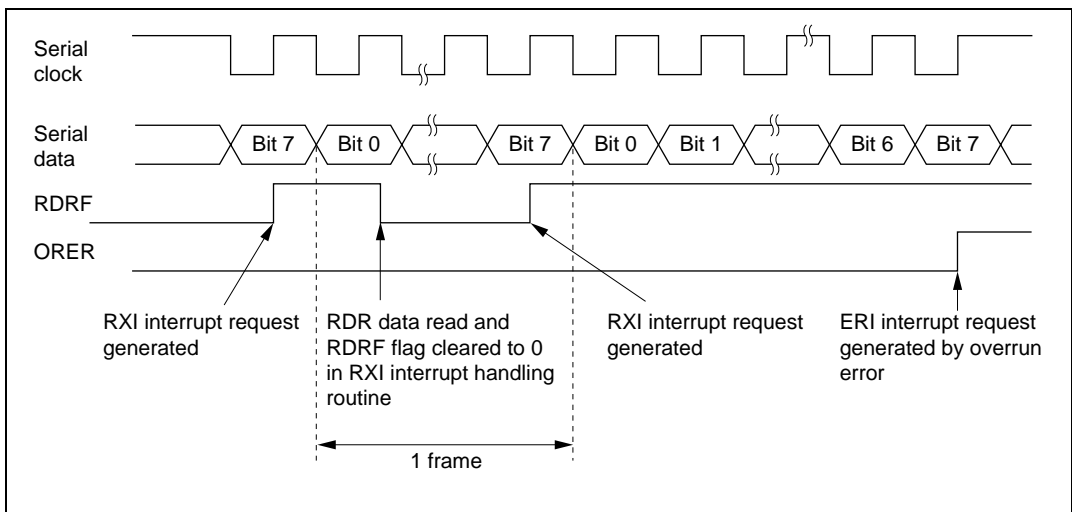 Serial
clock
Serial
data
Bit 7
Bit 0
Bit 7
Bit 0
Bit 1
Bit 6
Bit 7
RDRF
ORER
RXI interrupt request
generated
RDR data read and
RDRF flag cleared to 0
in RXI interrupt handling
routine
RXI interrupt request
generated
ERI interrupt request
generated by overrun
error
1 frame